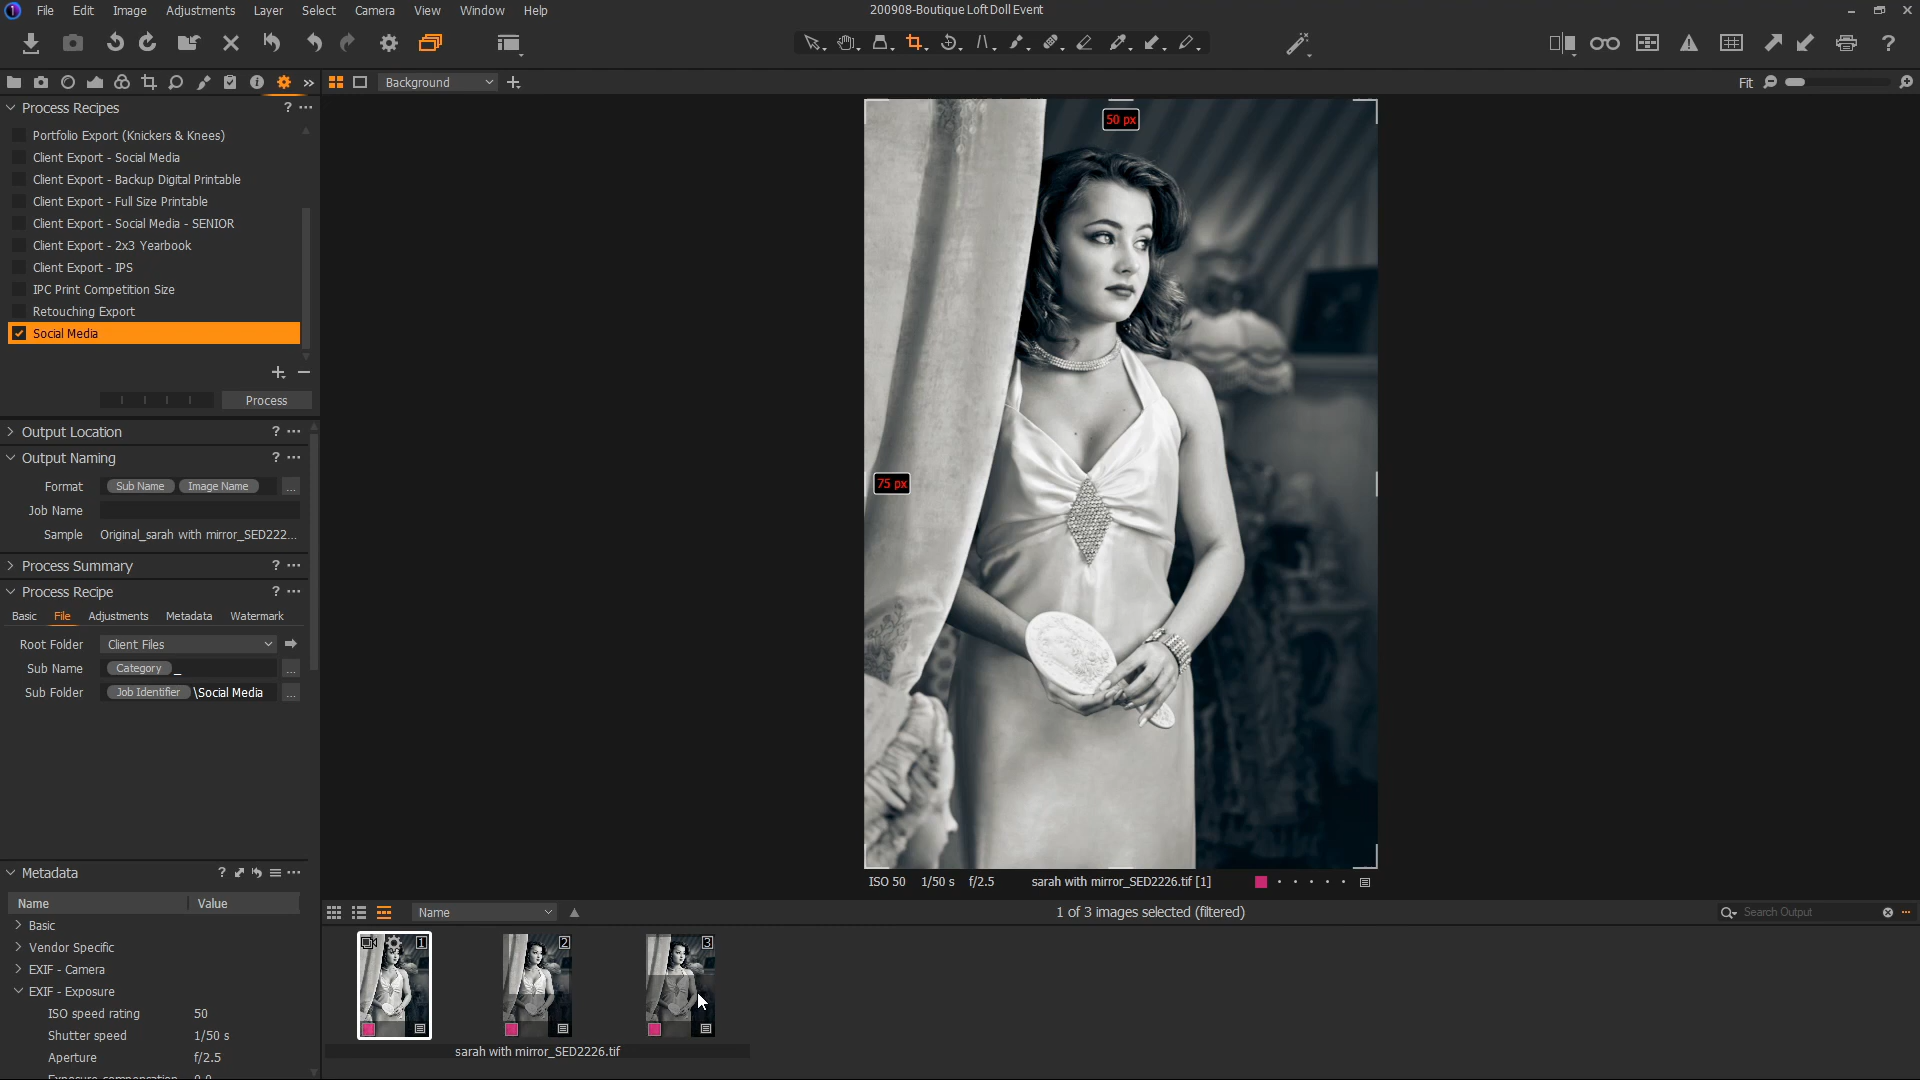 File Edit Image Adjustments Layer Select Camera View Window Help
200908-Boutique Loft Doll Event
Background
Fit
Process Recipes
Portfolio Export (Knickers & Knees)
Client Export - Social Media
Client Export - Backup Digital Printable
Client Export - Full Size Printable
Client Export - Social Media - SENIOR
Client Export - 2x3 Yearbook
Client Export - IPS
IPC Print Competition Size
Retouching Export
Social Media
Process
Output Location
Output Naming
Format Sub Name Image Name ...
Job Name
Sample Original_sarah with mirror_SED222...
Process Summary
Process Recipe
Basic File Adjustments Metadata Watermark
Root Folder Client Files
Sub Name Category _ ...
Sub Folder Job Identifier \Social Media ...
50 px
75 px
ISO 50 1/50 s f/2.5 sarah with mirror_SED2226.tif [1]
Metadata
Name Value
Basic
Vendor Specific
EXIF - Camera
EXIF - Exposure
ISO speed rating 50
Shutter speed 1/50 s
Aperture f/2.5
Name
1 of 3 images selected (filtered)
Search Output
1
2
3
sarah with mirror_SED2226.tif